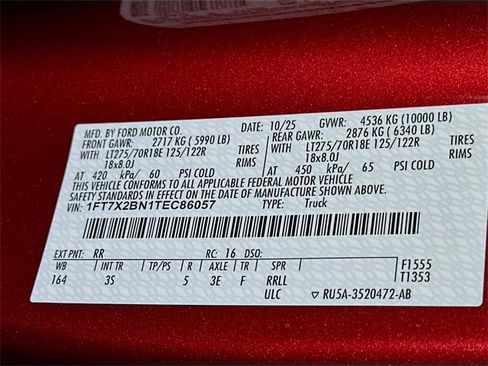 MFD. BY FORD MOTOR CO. DATE: 10/25 GVWR: 4536 KG (10000 LB)
FRONT GAWR: 2717 KG ( 5990 LB) REAR GAWR: 2876 KG ( 6340 LB)
WITH LT275/70R18E 125/122R TIRES WITH LT275/70R18E 125/122R TIRES
18x8.0J RIMS 18x8.0J RIMS
AT 420 kPa/ 60 PSI COLD AT 450 kPa/ 65 PSI COLD
THIS VEHICLE CONFORMS TO ALL APPLICABLE FEDERAL MOTOR VEHICLE
SAFETY STANDARDS IN EFFECT ON THE DATE OF MANUFACTURE SHOWN ABOVE.
VIN: 1FT7X2BN1TEC86057 TYPE: Truck
EXT PNT: RR RC: 16 DSO:
WB INT TR TP/PS R AXLE TR SPR F1555
164 3S 5 3E F RRLL T1353
ULC RU5A-3520472-AB